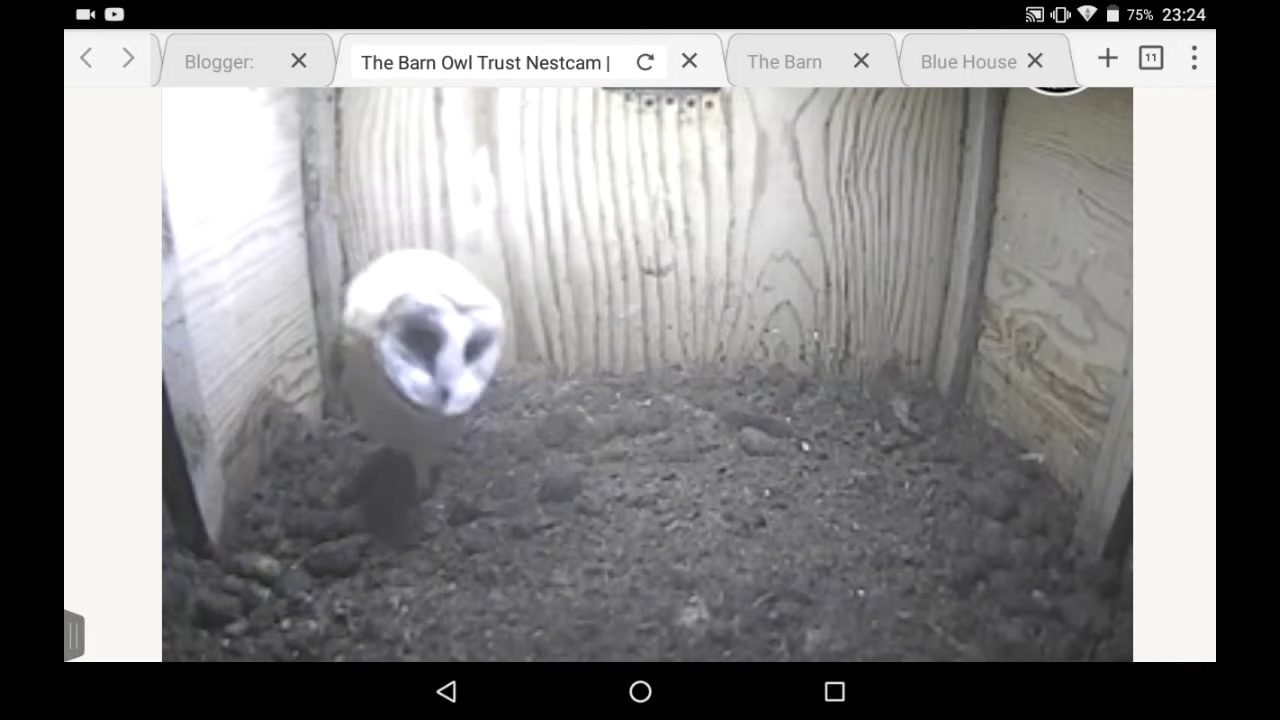 75% 23:24
Blogger:
The Barn Owl Trust Nestcam |
The Barn
Blue House
11